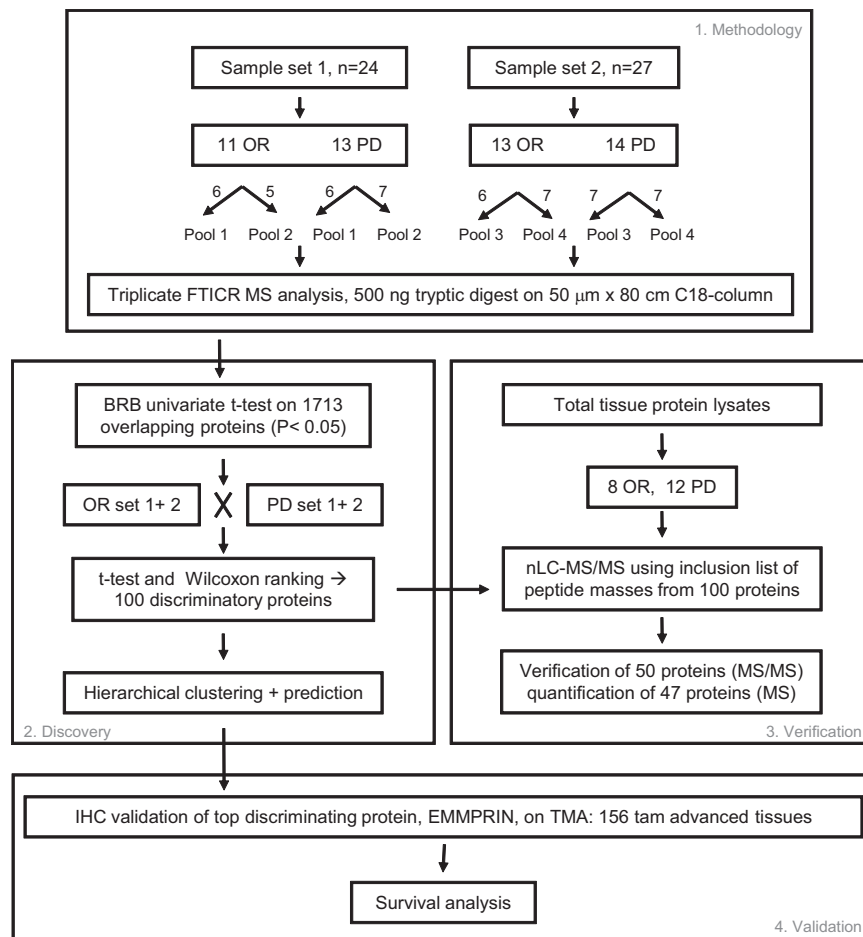 1. Methodology
Sample set 1, n=24
Sample set 2, n=27
11 OR 13 PD
13 OR 14 PD
6 5 6 7
6 7 7 7
Pool 1 Pool 2 Pool 1 Pool 2
Pool 3 Pool 4 Pool 3 Pool 4
Triplicate FTICR MS analysis, 500 ng tryptic digest on 50 μm x 80 cm C18-column
BRB univariate t-test on 1713
overlapping proteins (P< 0.05)
OR set 1+ 2
X
PD set 1+ 2
t-test and Wilcoxon ranking →
100 discriminatory proteins
Hierarchical clustering + prediction
2. Discovery
Total tissue protein lysates
8 OR, 12 PD
nLC-MS/MS using inclusion list of
peptide masses from 100 proteins
Verification of 50 proteins (MS/MS)
quantification of 47 proteins (MS)
3. Verification
IHC validation of top discriminating protein, EMMPRIN, on TMA: 156 tam advanced tissues
Survival analysis
4. Validation